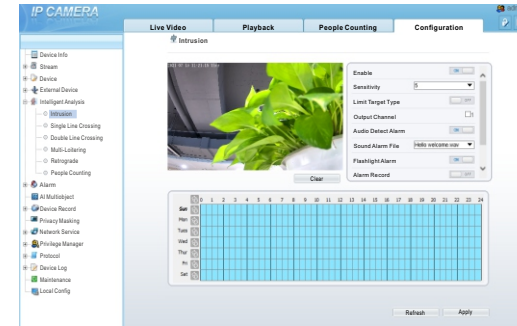 IP CAMERA
Live Video
Playback
People Counting
Configuration
Intrusion
Device Info
Stream
Device
External Device
Intelligent Analysis
Intrusion
Single Line Crossing
Double Line Crossing
Multi-Loitering
Retrograde
People Counting
Alarm
AI Multiobject
Device Record
Privacy Masking
Network Service
Privilege Manager
Protocol
Device Log
Maintenance
Local Config
Enable
Sensitivity 5
Limit Target Type
Output Channel 1
Audio Detect Alarm
Sound Alarm File Hello welcome.wav
Flashlight Alarm
Alarm Record
Clear
0 1 2 3 4 5 6 7 8 9 10 11 12 13 14 15 16 17 18 19 20 21 22 23 24
Sun
Mon
Tues
Wed
Thur
Fri
Sat
Refresh
Apply